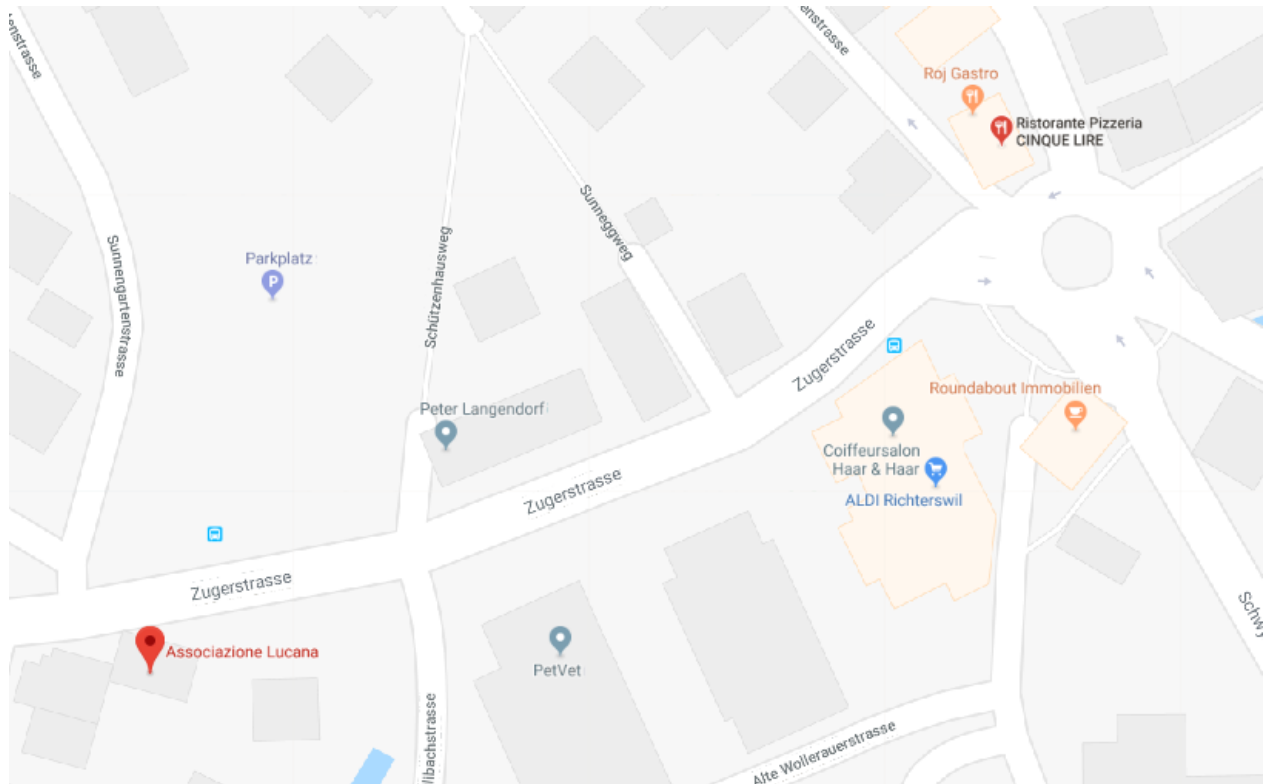 Roj Gastro
Ristorante Pizzeria
CINQUE LIRE
Sunneggweg
Sunnengartenstrasse
Schützenhausweg
Parkplatz
P
Zugerstrasse
Roundabout Immobilien
Peter Langendorf
Coiffeursalon
Haar & Haar
ALDI Richterswil
Zugerstrasse
Zugerstrasse
Associazione Lucana
PetVet
Alte Wollerauerstrasse